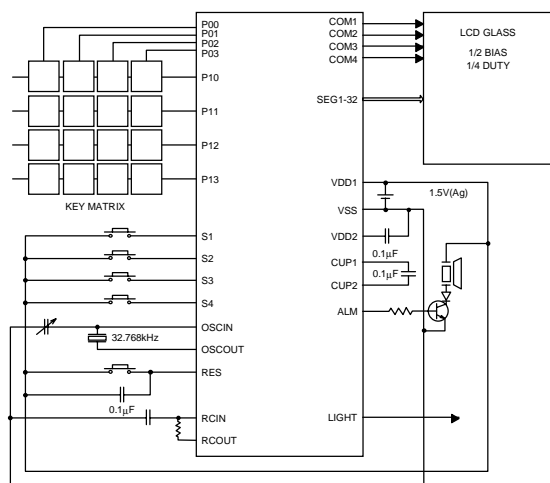 P00
P01
P02
P03
P10
P11
P12
P13
KEY MATRIX
S1
S2
S3
S4
OSCIN
32.768kHz
OSCOUT
RES
0.1µF
RCIN
RCOUT
COM1
COM2
COM3
COM4
SEG1-32
LCD GLASS
1/2 BIAS
1/4 DUTY
VDD1
1.5V(Ag)
VSS
VDD2
0.1µF
CUP1
0.1µF
CUP2
ALM
LIGHT